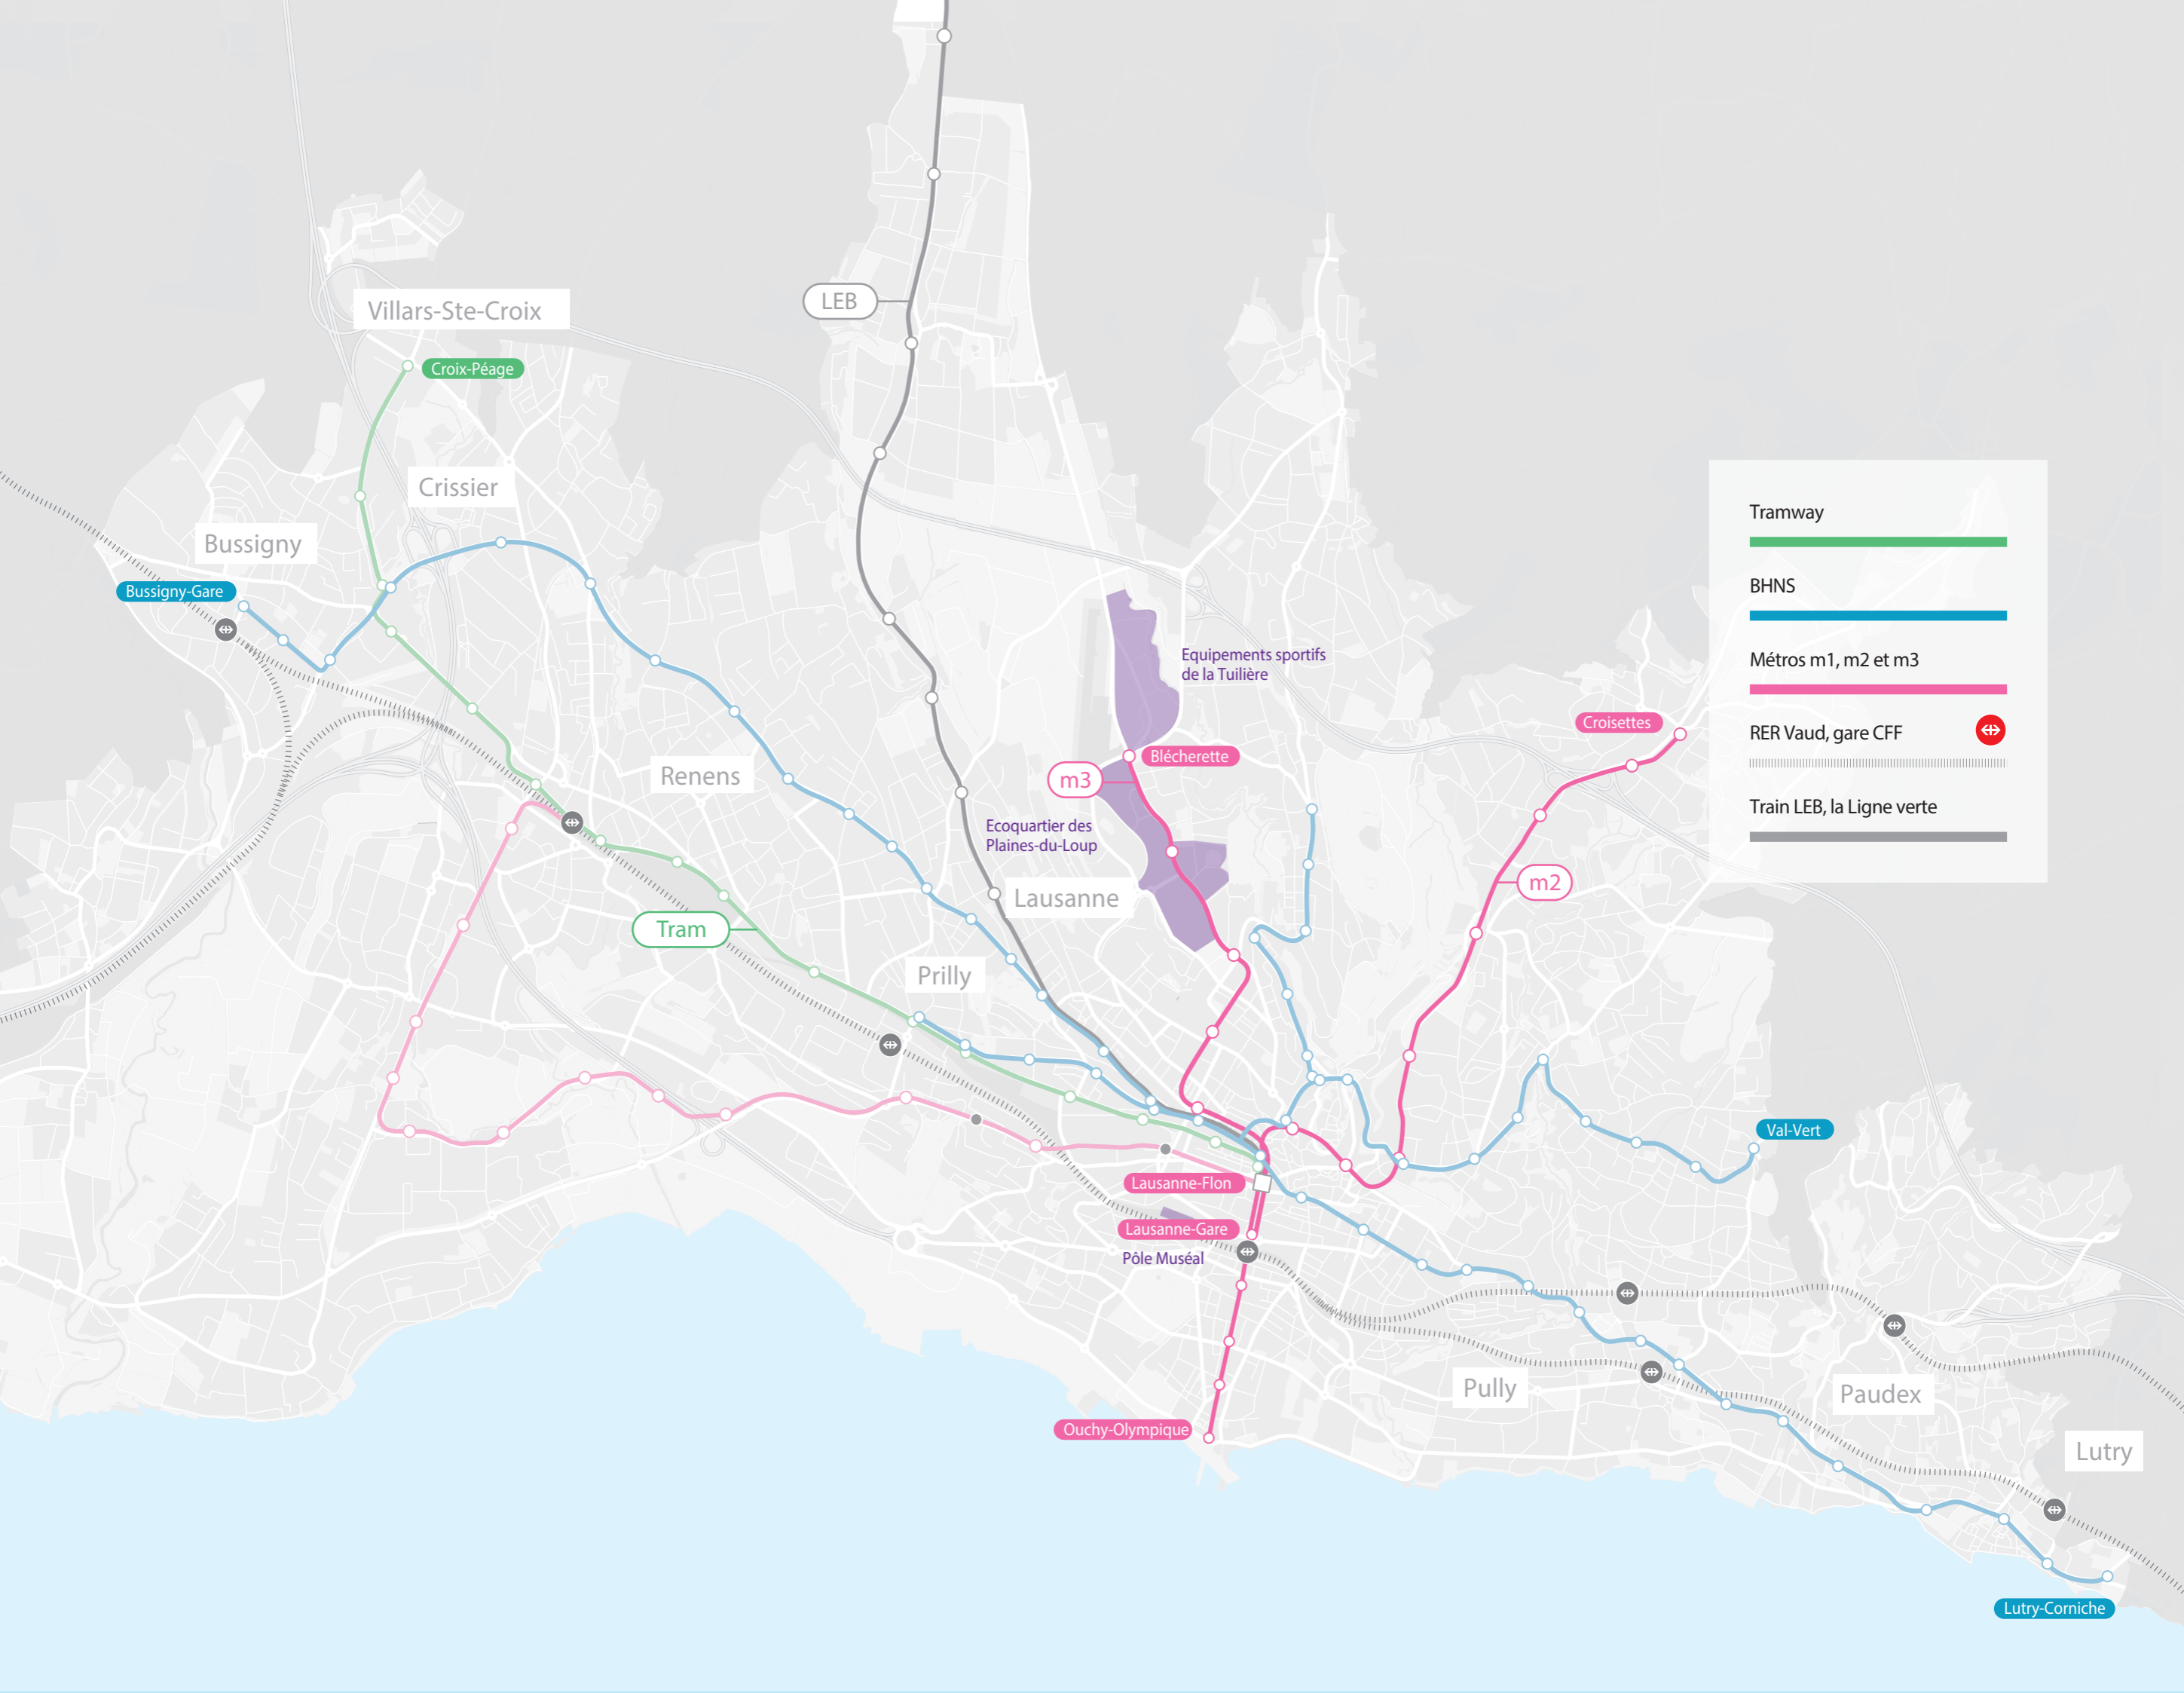 LEB
Villars-Ste-Croix
Croix-Péage
Crissier
Bussigny
Bussigny-Gare
Equipements sportifs
de la Tuilière
Croisettes
Blécherette
m3
Renens
Ecoquartier des
Plaines-du-Loup
Lausanne
m2
Tram
Prilly
Val-Vert
Lausanne-Flon
Lausanne-Gare
Pôle Muséal
Pully
Paudex
Ouchy-Olympique
Lutry
Lutry-Corniche
Tramway
BHNS
Métros m1, m2 et m3
RER Vaud, gare CFF
Train LEB, la Ligne verte